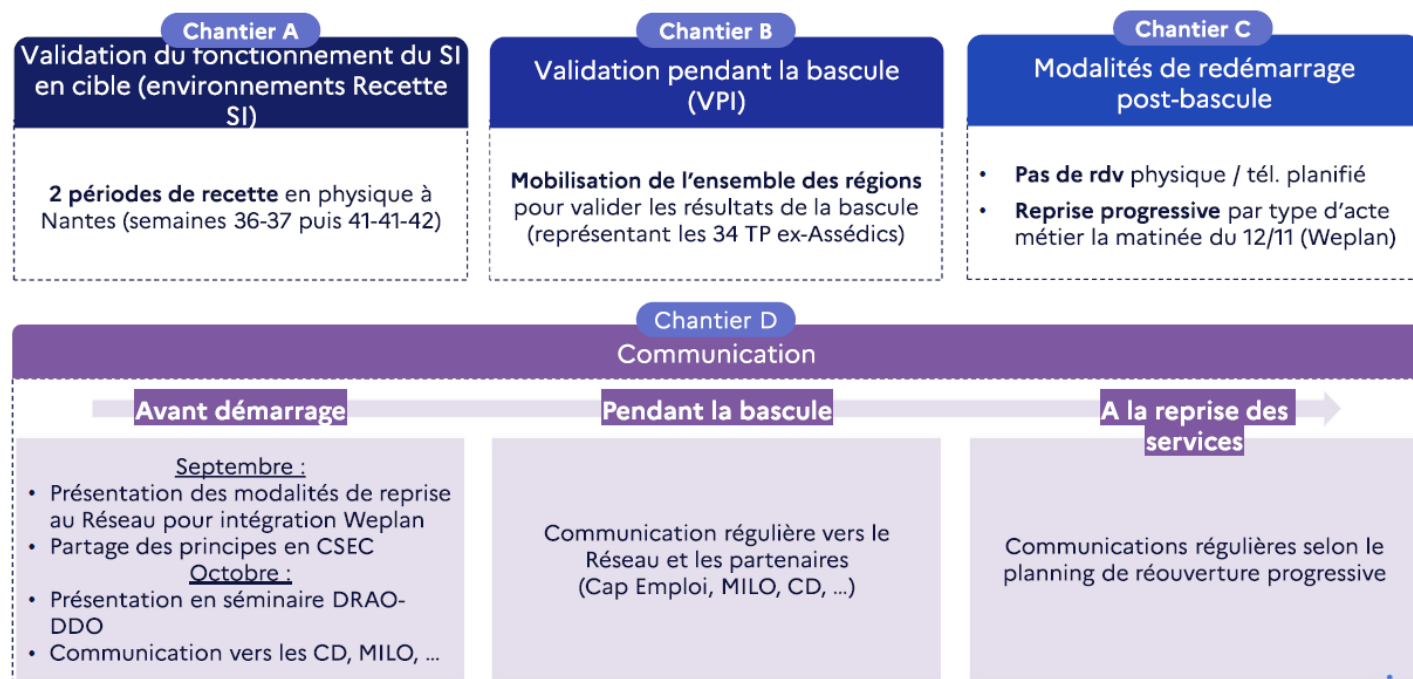 Chantier A
Validation du fonctionnement du SI
en cible (environnements Recette
SI)
2 périodes de recette en physique à
Nantes (semaines 36-37 puis 41-41-42)
Chantier B
Validation pendant la bascule
(VPI)
Mobilisation de l'ensemble des régions
pour valider les résultats de la bascule
(représentant les 34 TP ex-Assédics)
Chantier C
Modalités de redémarrage
post-bascule
• Pas de rdv physique / tél. planifié
• Reprise progressive par type d'acte
métier la matinée du 12/11 (Weplan)
Chantier D
Communication
Avant démarrage
Septembre :
• Présentation des modalités de reprise
au Réseau pour intégration Weplan
• Partage des principes en CSEC
Octobre :
• Présentation en séminaire DRAO-
DDO
• Communication vers les CD, MILO, ...
Pendant la bascule
Communication régulière vers le
Réseau et les partenaires
(Cap Emploi, MILO, CD, ...)
A la reprise des
services
Communications régulières selon le
planning de réouverture progressive